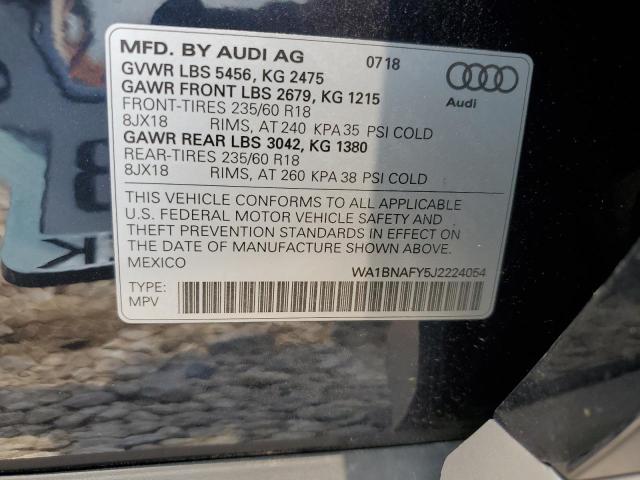 MFD. BY AUDI AG 07 18
GVWR LBS 5456, KG 2475
GAWR FRONT LBS 2679, KG 1215
FRONT-TIRES 235/60 R18
8JX18 RIMS, AT 240 KPA 35 PSI COLD
GAWR REAR LBS 3042, KG 1380
REAR-TIRES 235/60 R18
8JX18 RIMS, AT 260 KPA 38 PSI COLD
Audi
THIS VEHICLE CONFORMS TO ALL APPLICABLE
U.S. FEDERAL MOTOR VEHICLE SAFETY AND
THEFT PREVENTION STANDARDS IN EFFECT ON
THE DATE OF MANUFACTURE SHOWN ABOVE.
MEXICO WA1BNAFY5J2224054
TYPE:
MPV